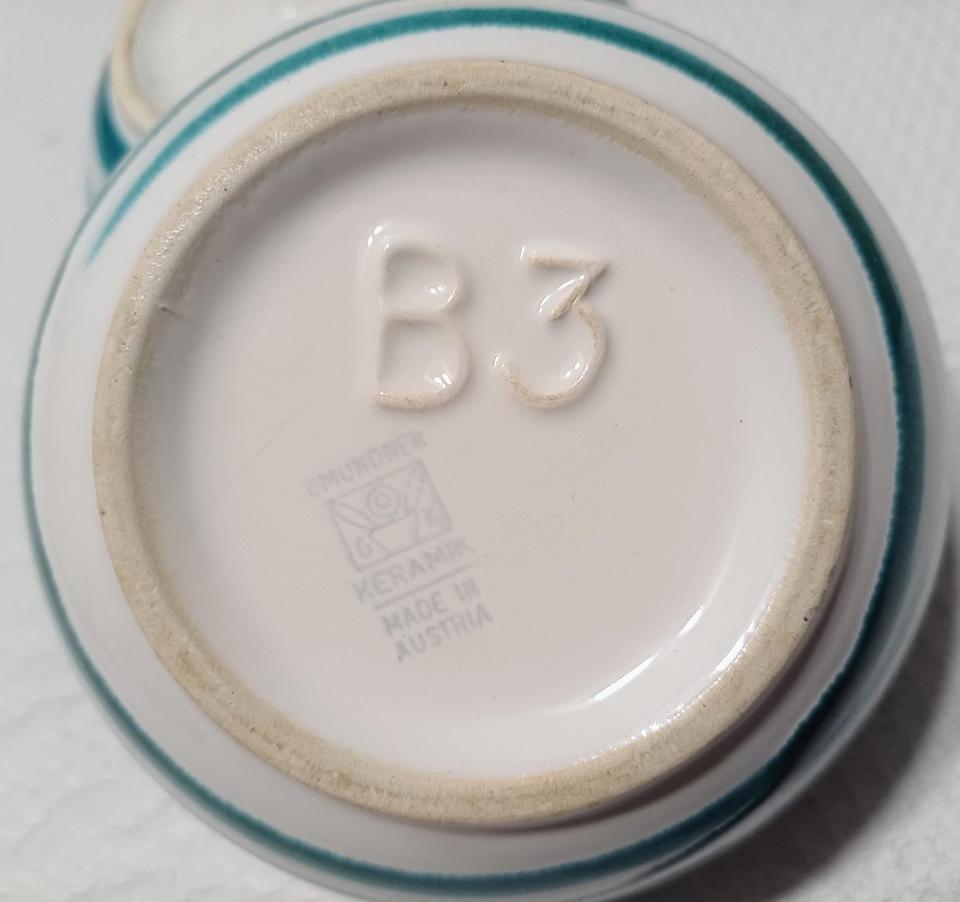 B3
GMUNDNER
G K
KERAMIK
MADE IN
AUSTRIA